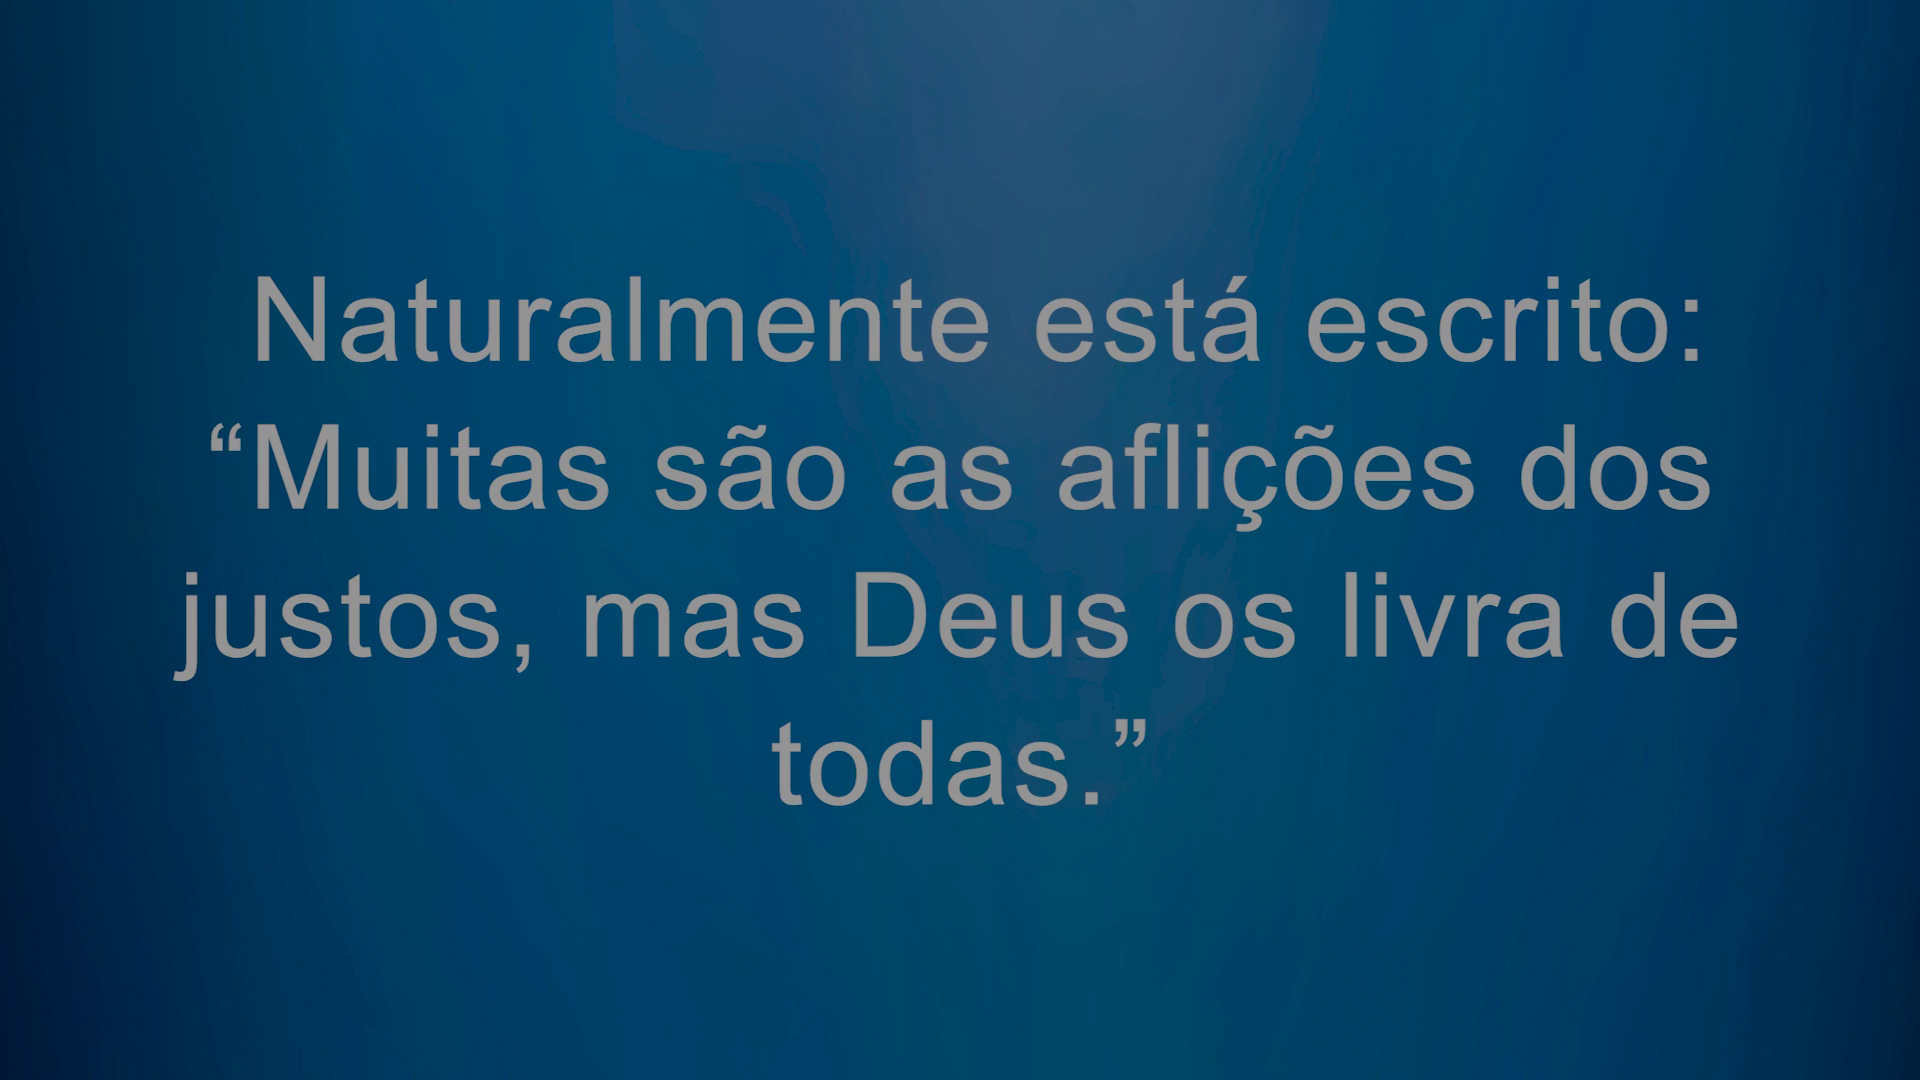 Naturalmente está escrito:
“Muitas são as aflições dos
justos, mas Deus os livra de
todas.”